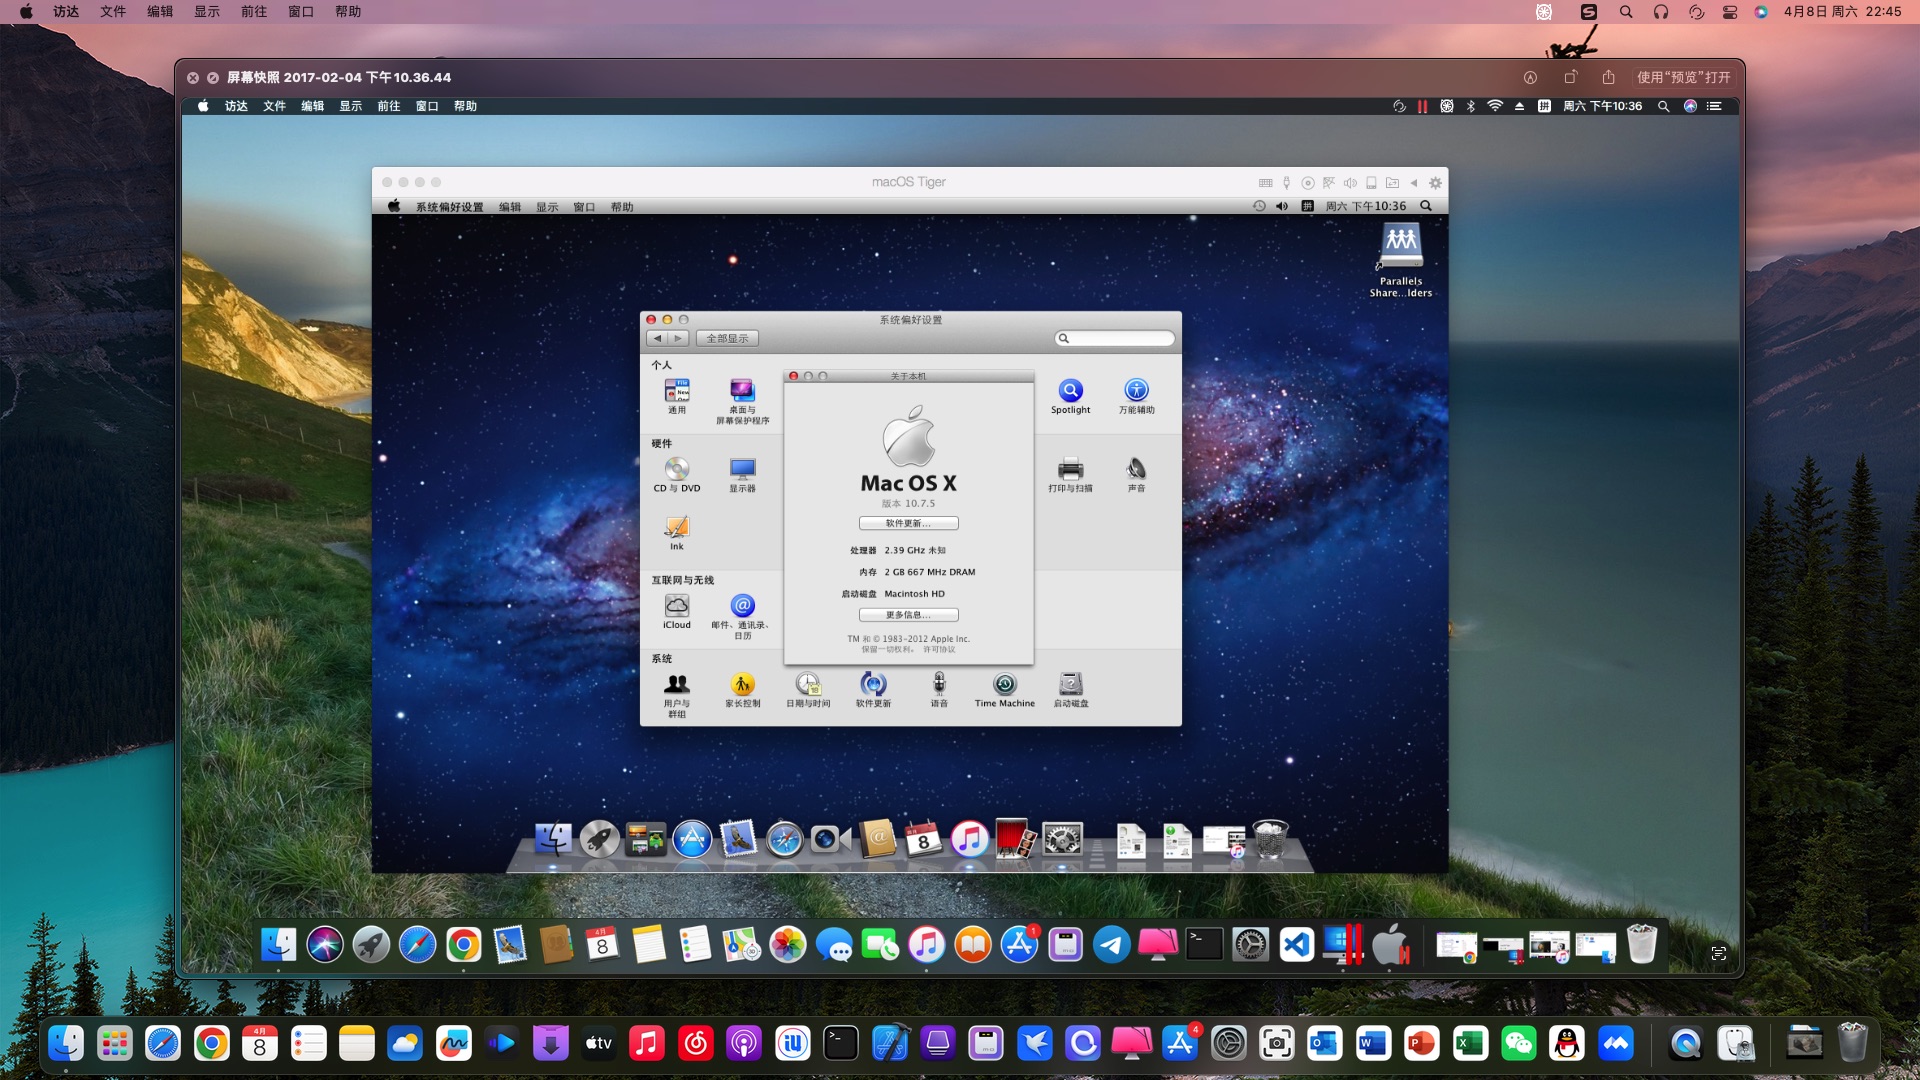 访达 文件 编辑 显示 前往 窗口 帮助 4月8日 周六 22:45
屏幕快照 2017-02-04 下午10.36.44 使用“预览”打开
访达 文件 编辑 显示 前往 窗口 帮助 拼 周六 下午10:36
macOS Tiger
系统偏好设置 编辑 显示 窗口 帮助 拼 周六 下午10:36
Parallels
Share...lders
系统偏好设置
全部显示
个人
通用 桌面与
屏幕保护程序
Spotlight 万能辅助
硬件
CD 与 DVD 显示器 打印与扫描 声音
Ink
互联网与无线
iCloud 邮件、通讯录、
日历
系统
用户与
群组
家长控制 日期与时间 软件更新 语音 Time Machine 启动磁盘
关于本机
Mac OS X
版本 10.7.5
软件更新...
处理器 2.39 GHz 未知
内存 2 GB 667 MHz DRAM
启动磁盘 Macintosh HD
更多信息...
TM 和 © 1983-2012 Apple Inc.
保留一切权利。 许可协议
8
4月
8
1
4月
8
tv
4